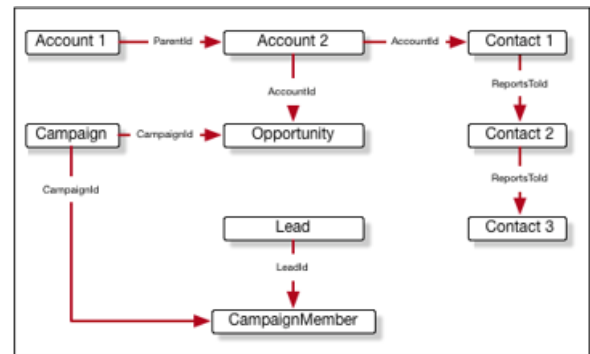 Account 1
ParentId
Account 2
AccountId
Contact 1
AccountId
ReportsToId
Campaign
CampaignId
Opportunity
Contact 2
CampaignId
ReportsToId
Lead
Contact 3
LeadId
CampaignMember